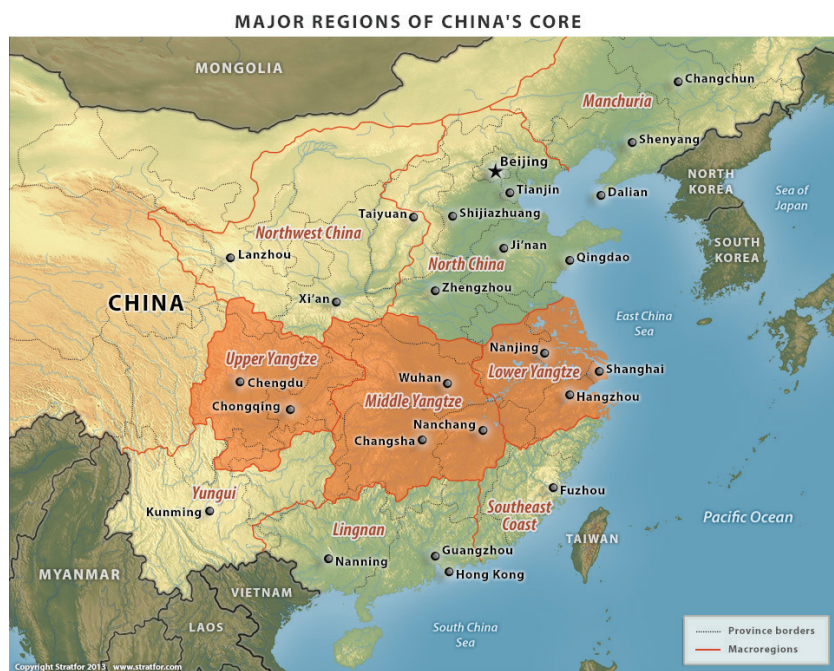 MAJOR REGIONS OF CHINA'S CORE
MONGOLIA
Changchun
Manchuria
Shenyang
Beijing
Tianjin
Dalian
NORTH
KOREA
Sea of
Japan
Taiyuan
Shijiazhuang
Northwest China
SOUTH
KOREA
Lanzhou
Ji'nan
North China
Qingdao
CHINA
Xi'an
Zhengzhou
East China
Sea
Nanjing
Upper Yangtze
Lower Yangtze
Shanghai
Chengdu
Wuhan
Middle Yangtze
Hangzhou
Chongqing
Nanchang
Changsha
Yungui
Kunming
Fuzhou
Southeast
Coast
Lingnan
Pacific Ocean
TAIWAN
Nanning
Guangzhou
Hong Kong
MYANMAR
VIETNAM
LAOS
South China
Sea
Province borders
Macroregions
Copyright Stratfor 2013 www.stratfor.com